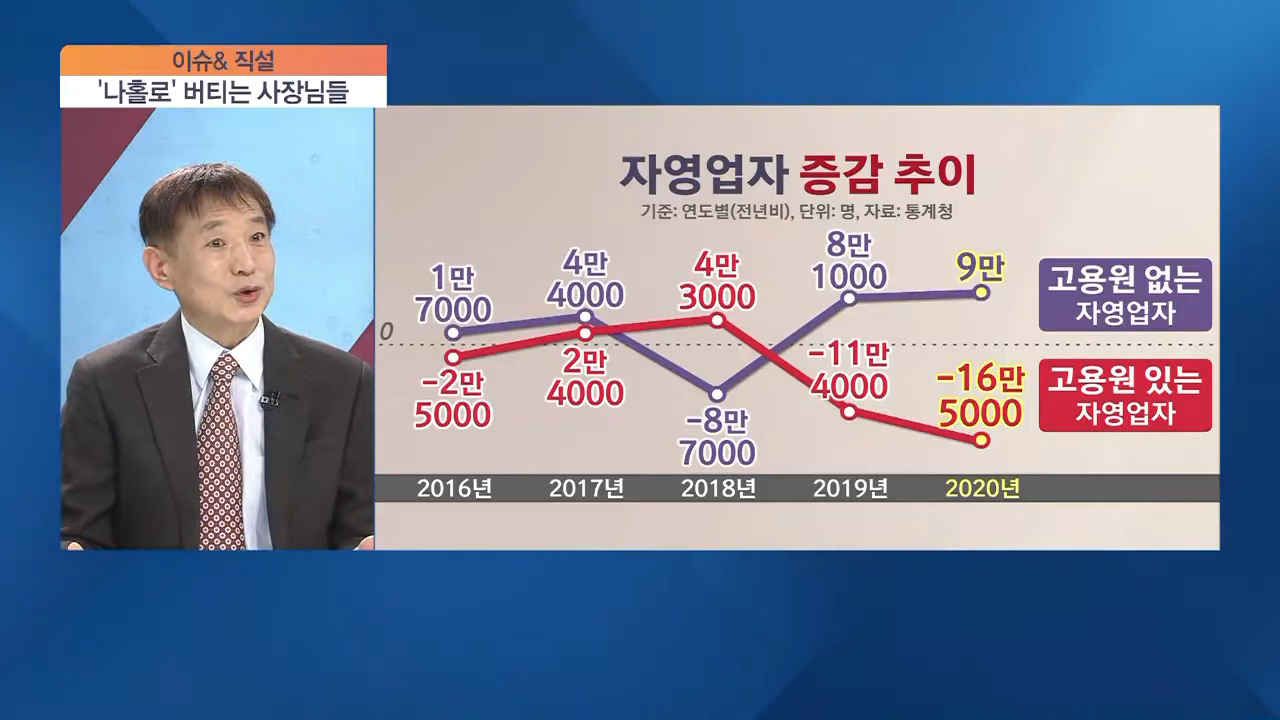 이슈& 직설
'나홀로' 버티는 사장님들
자영업자 증감 추이
기준: 연도별(전년비), 단위: 명, 자료: 통계청
1만
7000
4만
4000
4만
3000
8만
1000
9만
고용원 없는
자영업자
0
-2만
5000
2만
4000
-8만
7000
-11만
4000
-16만
5000
고용원 있는
자영업자
2016년 2017년 2018년 2019년 2020년